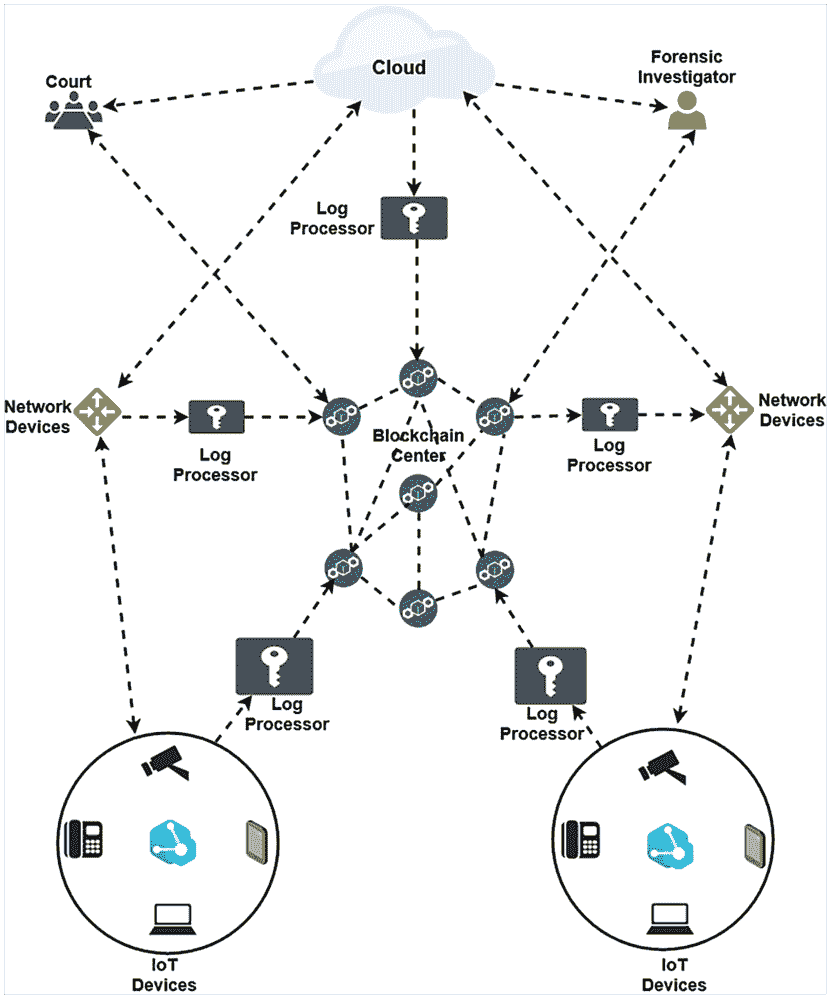 Cloud
Court
Forensic
Investigator
Log
Processor
Network
Devices
Log
Processor
Blockchain
Center
Log
Processor
Network
Devices
Log
Processor
Log
Processor
IoT
Devices
IoT
Devices